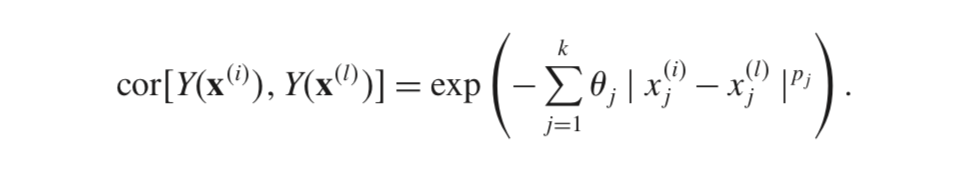 cor[Y(𝐱^{(i)}), Y(𝐱^{(l)})] = exp ( − ∑_{j=1}^{k} θ_j | x_j^{(i)} − x_j^{(l)} |^{p_j} ) .